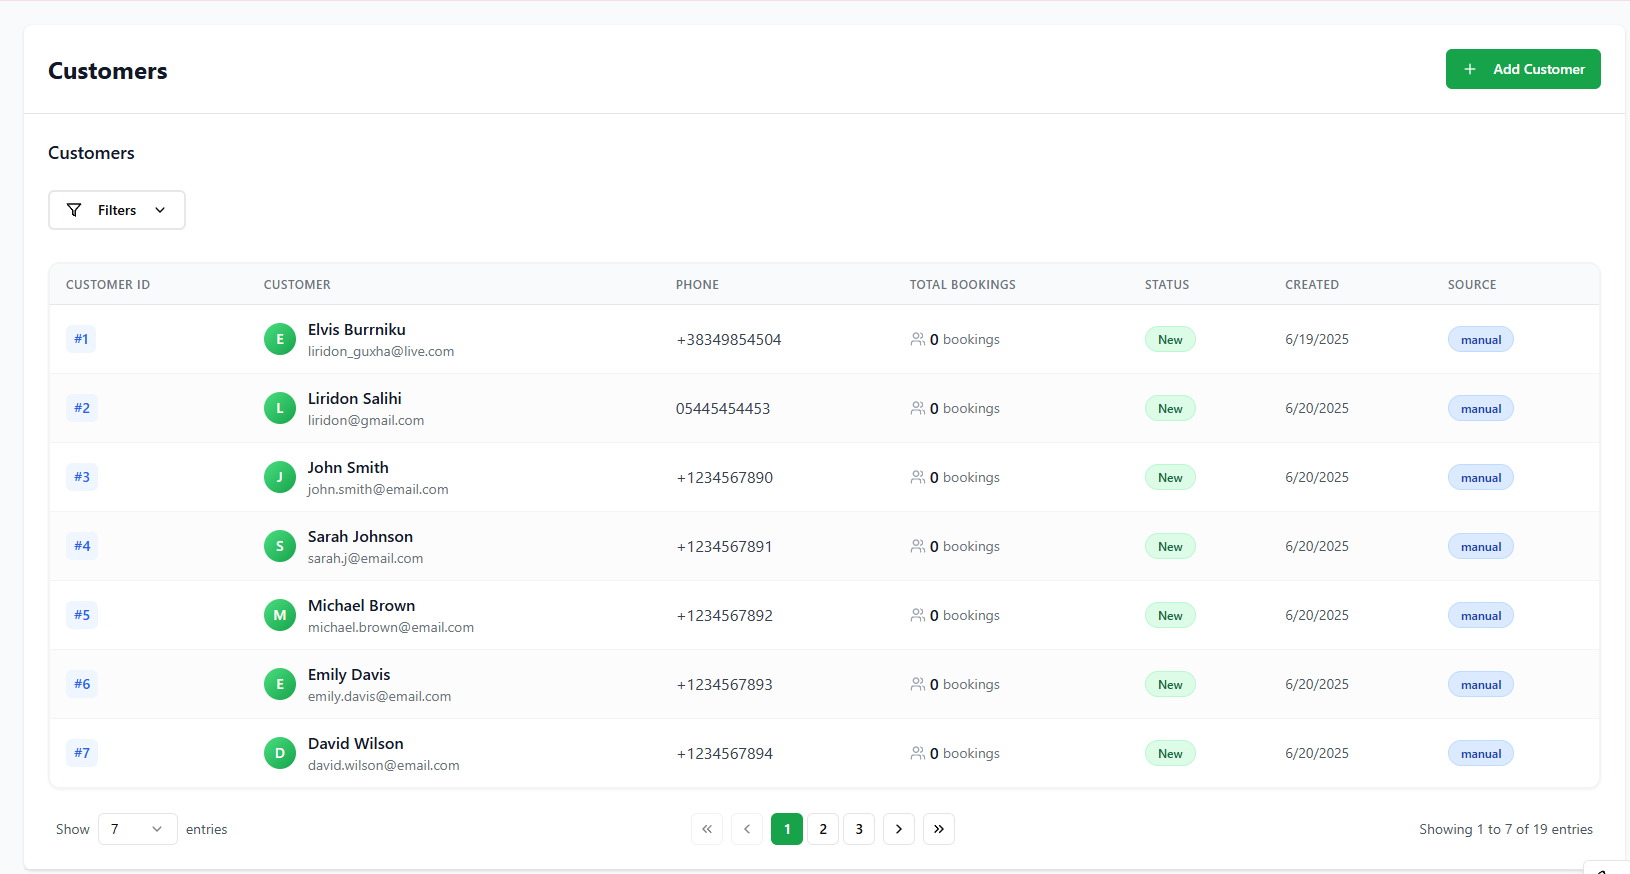 Customers
+ Add Customer
Customers
Filters
CUSTOMER ID CUSTOMER PHONE TOTAL BOOKINGS STATUS CREATED SOURCE
#1 E Elvis Burrniku +38349854504 0 bookings New 6/19/2025 manual
liridon_guxha@live.com
#2 L Liridon Salihi 05445454453 0 bookings New 6/20/2025 manual
liridon@gmail.com
#3 J John Smith +1234567890 0 bookings New 6/20/2025 manual
john.smith@email.com
#4 S Sarah Johnson +1234567891 0 bookings New 6/20/2025 manual
sarah.j@email.com
#5 M Michael Brown +1234567892 0 bookings New 6/20/2025 manual
michael.brown@email.com
#6 E Emily Davis +1234567893 0 bookings New 6/20/2025 manual
emily.davis@email.com
#7 D David Wilson +1234567894 0 bookings New 6/20/2025 manual
david.wilson@email.com
Show 7 entries « ‹ 1 2 3 › » Showing 1 to 7 of 19 entries